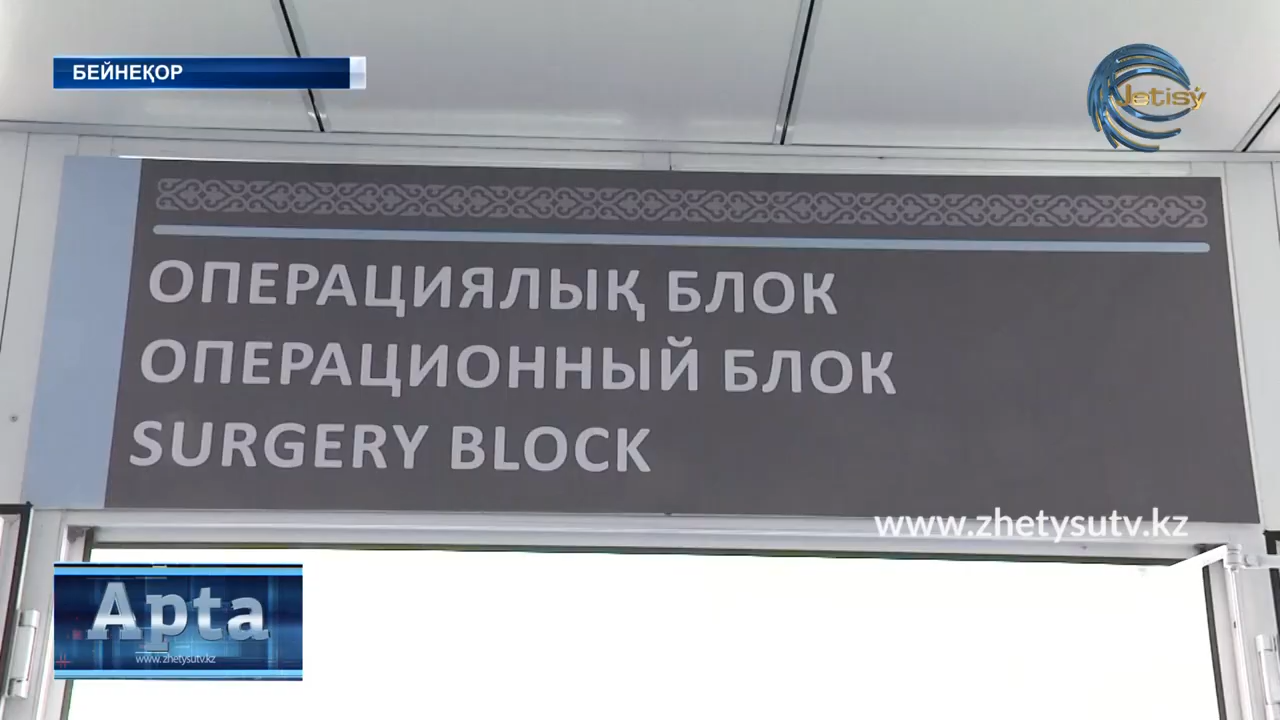 БЕЙНЕҚОР
Jetisý
ОПЕРАЦИЯЛЫҚ БЛОК
ОПЕРАЦИОННЫЙ БЛОК
SURGERY BLOCK
www.zhetysutv.kz
Apta
www.zhetysutv.kz